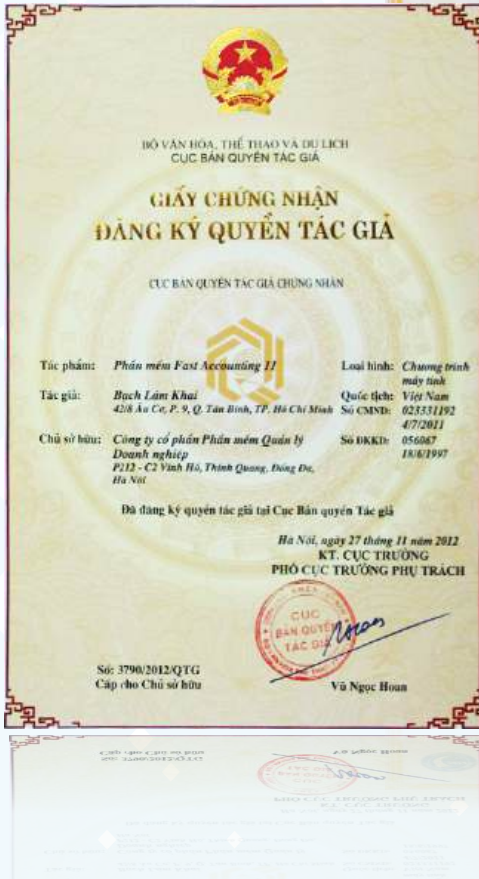 BỘ VĂN HÓA, THỂ THAO VÀ DU LỊCH
CỤC BẢN QUYỀN TÁC GIẢ
GIẤY CHỨNG NHẬN
ĐĂNG KÝ QUYỀN TÁC GIẢ
CỤC BẢN QUYỀN TÁC GIẢ CHỨNG NHẬN
Tác phẩm: Phần mềm Fast Accounting 11
Loại hình: Chương trình
máy tính
Tác giả: Bạch Lâm Khai
Quốc tịch: Việt Nam
42/8 Âu Cơ, P. 9, Q. Tân Bình, TP. Hồ Chí Minh
Số CMND: 023331192
4/7/2011
Chủ sở hữu: Công ty cổ phần Phần mềm Quản lý
Doanh nghiệp
Số ĐKKD: 056067
18/6/1997
P212 - C2 Vĩnh Hồ, Thịnh Quang, Đống Đa,
Hà Nội
Đã đăng ký quyền tác giả tại Cục Bản quyền Tác giả
Hà Nội, ngày 27 tháng 11 năm 2012
KT. CỤC TRƯỞNG
PHÓ CỤC TRƯỞNG PHỤ TRÁCH
CỤC
BẢN QUYỀN
TÁC GIẢ
Số: 3790/2012/QTG
Cấp cho Chủ sở hữu
Vũ Ngọc Hoan